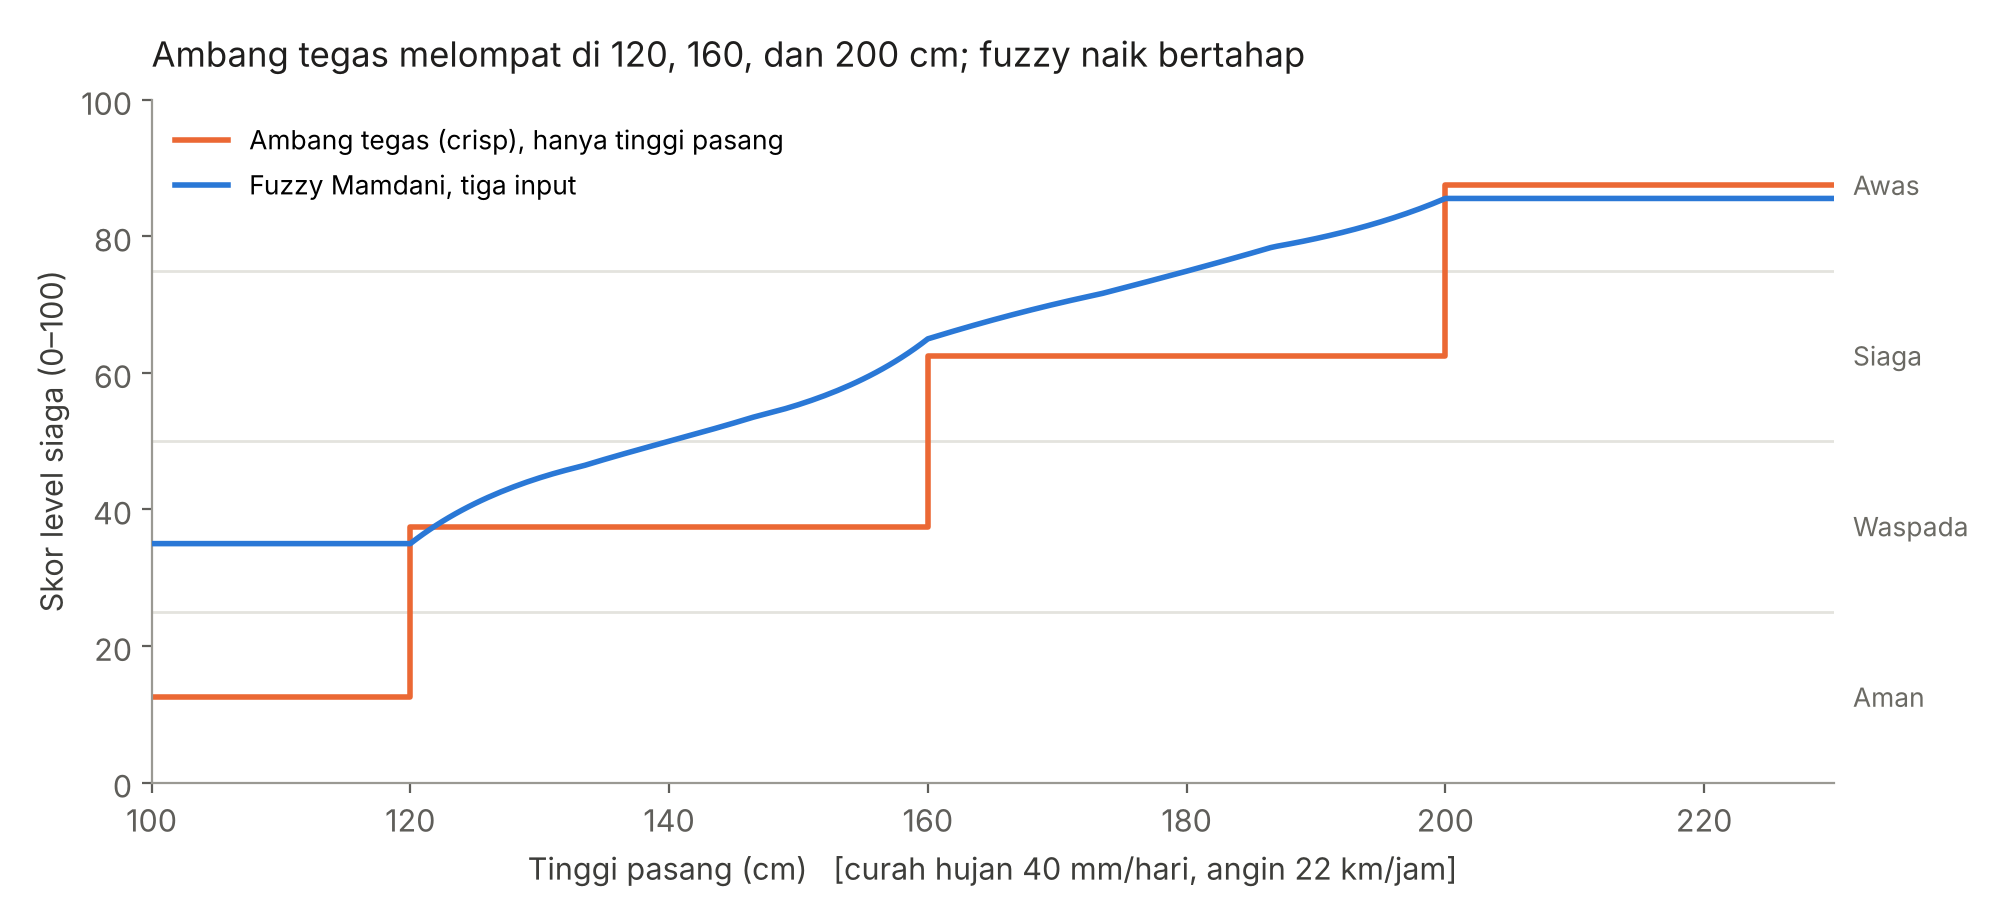 Ambang tegas melompat di 120, 160, dan 200 cm; fuzzy naik bertahap
Ambang tegas (crisp), hanya tinggi pasang
Fuzzy Mamdani, tiga input
Skor level siaga (0–100)
100
80
60
40
20
0
Awas
Siaga
Waspada
Aman
100 120 140 160 180 200 220
Tinggi pasang (cm) [curah hujan 40 mm/hari, angin 22 km/jam]